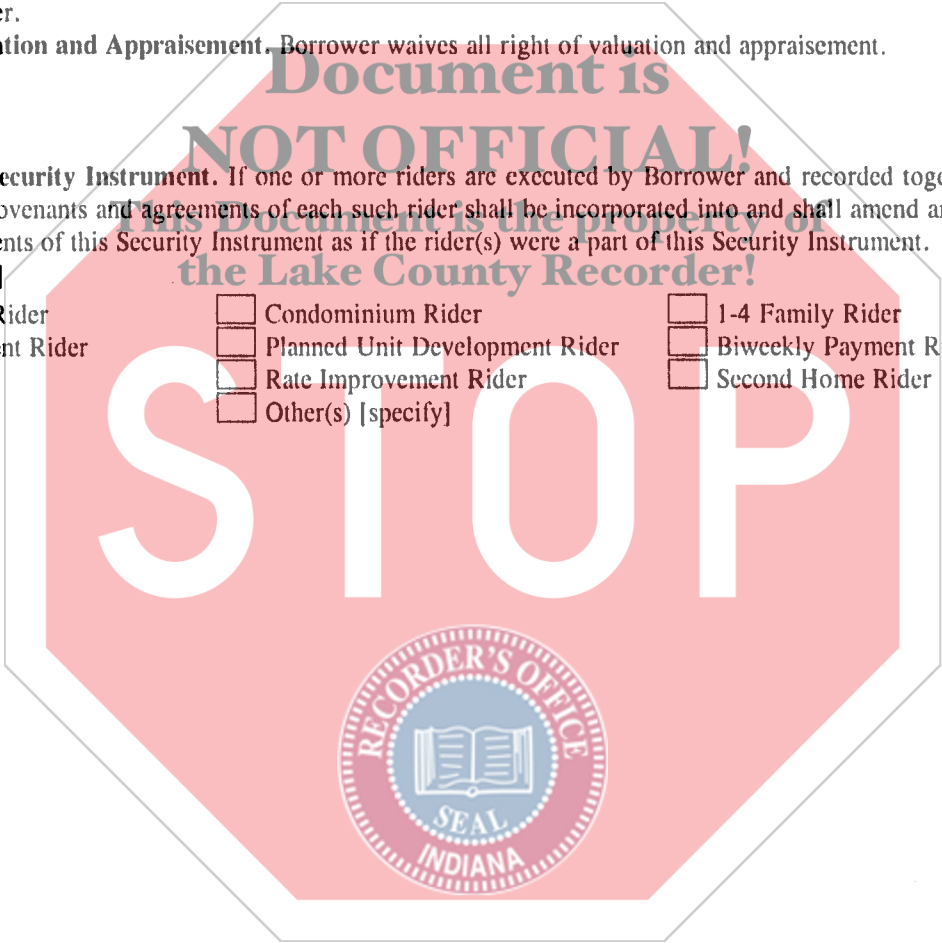 er.
ation and Appraisement. Borrower waives all right of valuation and appraisement.
Document is
NOT OFFICIAL!
ecurity Instrument. If one or more riders are executed by Borrower and recorded toge
ovenants and agreements of each such rider shall be incorporated into and shall amend an
This Document is the property of
ents of this Security Instrument as if the rider(s) were a part of this Security Instrument.
the Lake County Recorder!
Rider
Condominium Rider
1-4 Family Rider
nt Rider
Planned Unit Development Rider
Biweekly Payment R
Rate Improvement Rider
Second Home Rider
Other(s) [specify]
STOP
RECORDER'S OFFICE
SEAL
INDIANA